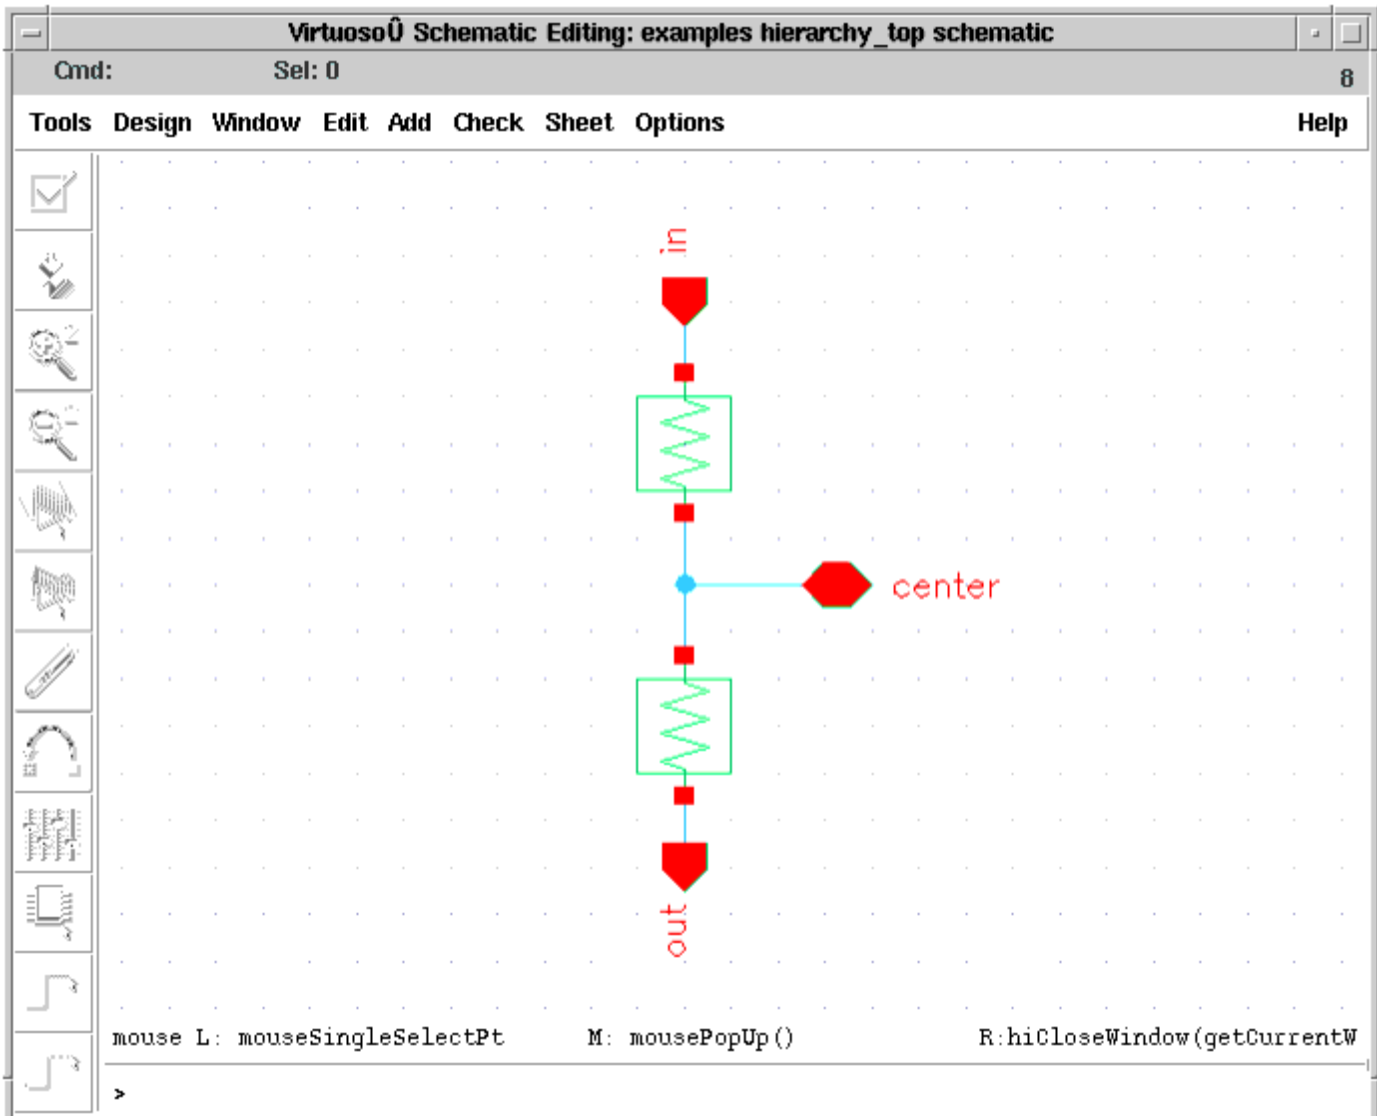 VirtuosoÛ Schematic Editing: examples hierarchy_top schematic
Cmd: Sel: 0 8
Tools Design Window Edit Add Check Sheet Options Help
in
center
out
mouse L: mouseSingleSelectPt M: mousePopUp() R:hiCloseWindow(getCurrentW
>